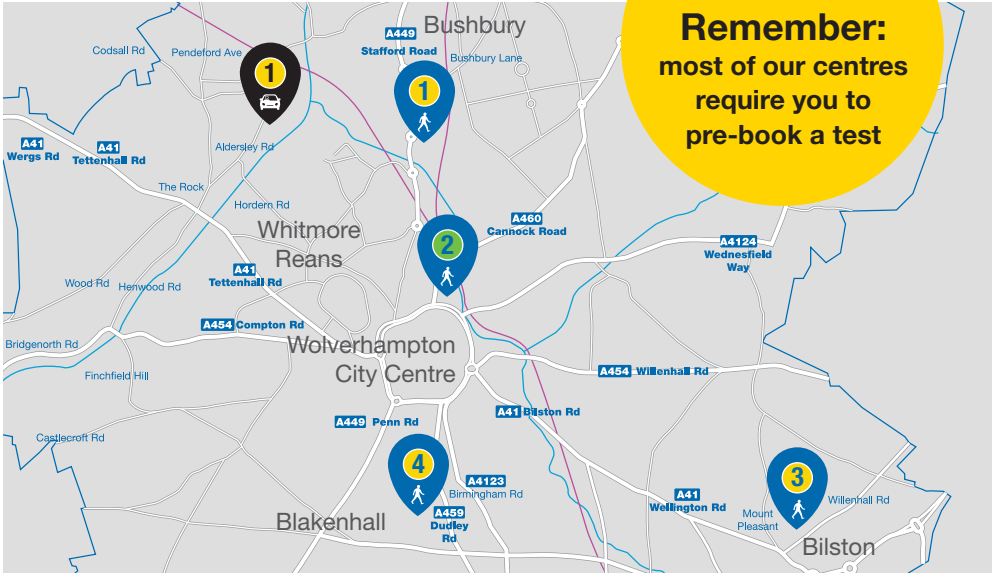 Remember:
most of our centres
require you to
pre-book a test
Bushbury
A449
Stafford Road
Bushbury Lane
Codsall Rd
Pendeford Ave
1
1
A41
Wergs Rd
A41
Tettenhall Rd
Aldersley Rd
The Rock
Hordern Rd
Whitmore
Reans
2
A460
Cannock Road
A4124
Wednesfield
Way
A41
Tettenhall Rd
Wood Rd
Henwood Rd
A454 Compton Rd
Bridgenorth Rd
Wolverhampton
City Centre
Finchfield Hill
A454 Willenhall Rd
A449 Penn Rd
A41 Bilston Rd
Castlecroft Rd
4
A4123
Birmingham Rd
A459
Dudley
Rd
Blakenhall
3
A41
Wellington Rd
Willenhall Rd
Mount
Pleasant
Bilston